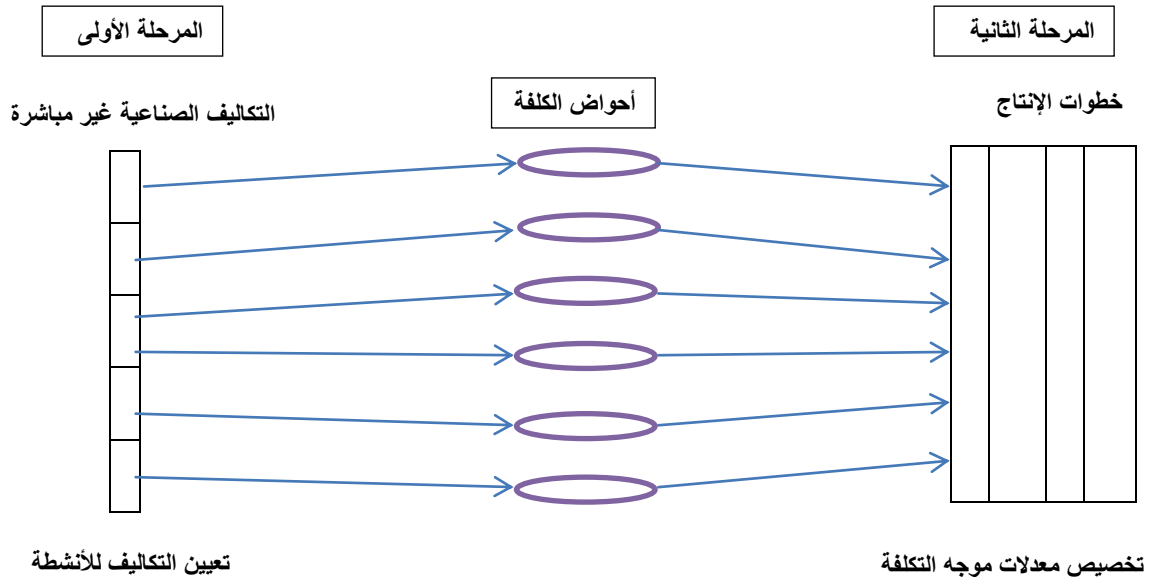 المرحلة الأولى
المرحلة الثانية
أحواض الكلفة
خطوات الإنتاج
التكاليف الصناعية غير مباشرة
تعيين التكاليف للأنشطة
تخصيص معدلات موجه التكلفة